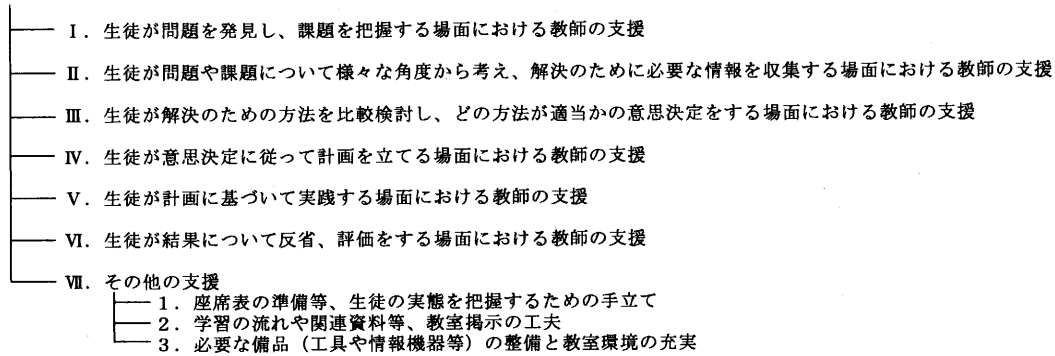 Ⅰ．生徒が問題を発見し、課題を把握する場面における教師の支援
Ⅱ．生徒が問題や課題について様々な角度から考え、解決のために必要な情報を収集する場面における教師の支援
Ⅲ．生徒が解決のための方法を比較検討し、どの方法が適当かの意思決定をする場面における教師の支援
Ⅳ．生徒が意思決定に従って計画を立てる場面における教師の支援
Ⅴ．生徒が計画に基づいて実践する場面における教師の支援
Ⅵ．生徒が結果について反省、評価をする場面における教師の支援
Ⅶ．その他の支援
１．座席表の準備等、生徒の実態を把握するための手立て
２．学習の流れや関連資料等、教室掲示の工夫
３．必要な備品（工具や情報機器等）の整備と教室環境の充実